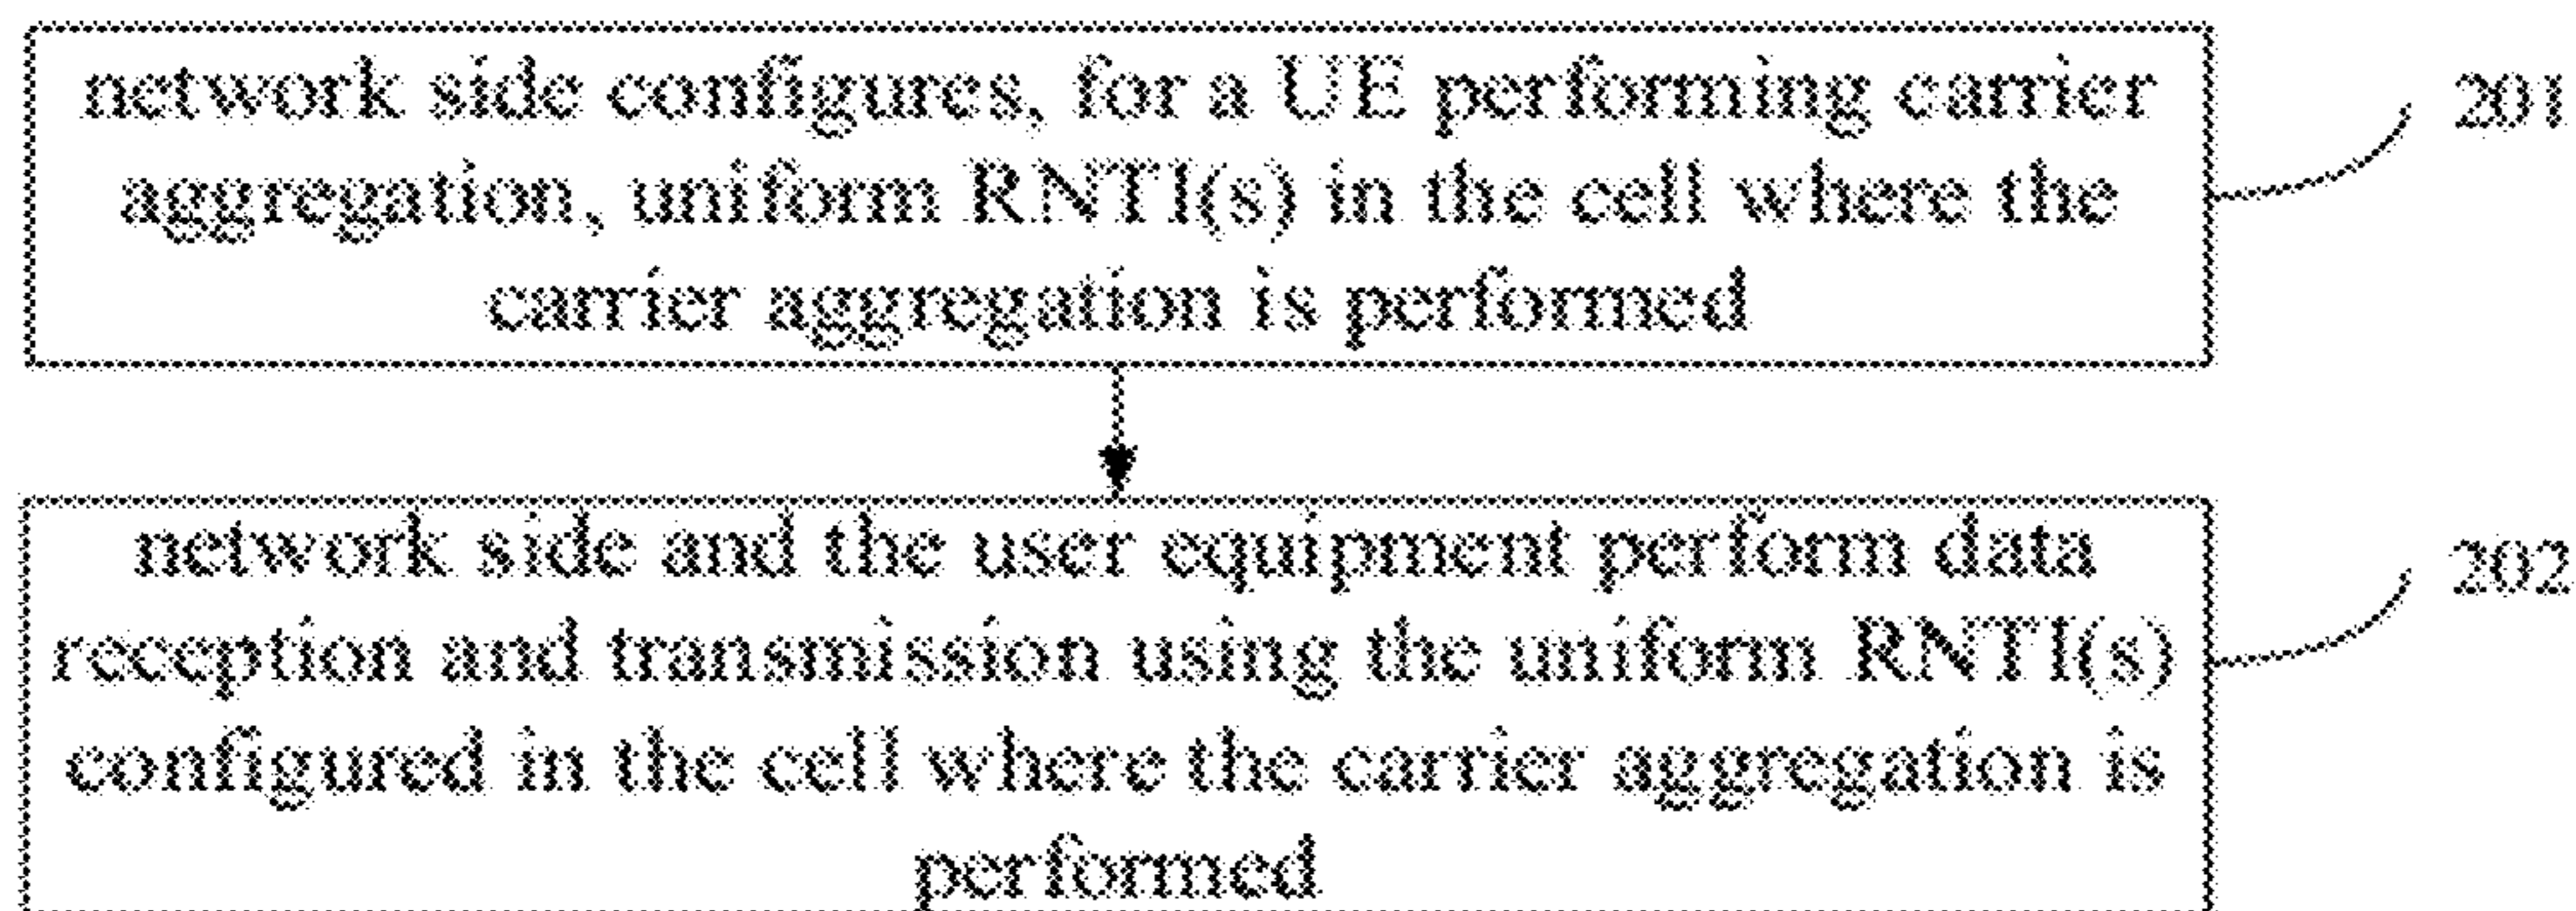 network side configures, for a UE performing carrier
201
aggregation, uniform RNTI(s) in the cell where the
carrier aggregation is performed
network side and the user equipment perform data
202
reception and transmission using the uniform RNTI(s)
configured in the cell where the carrier aggregation is
performed